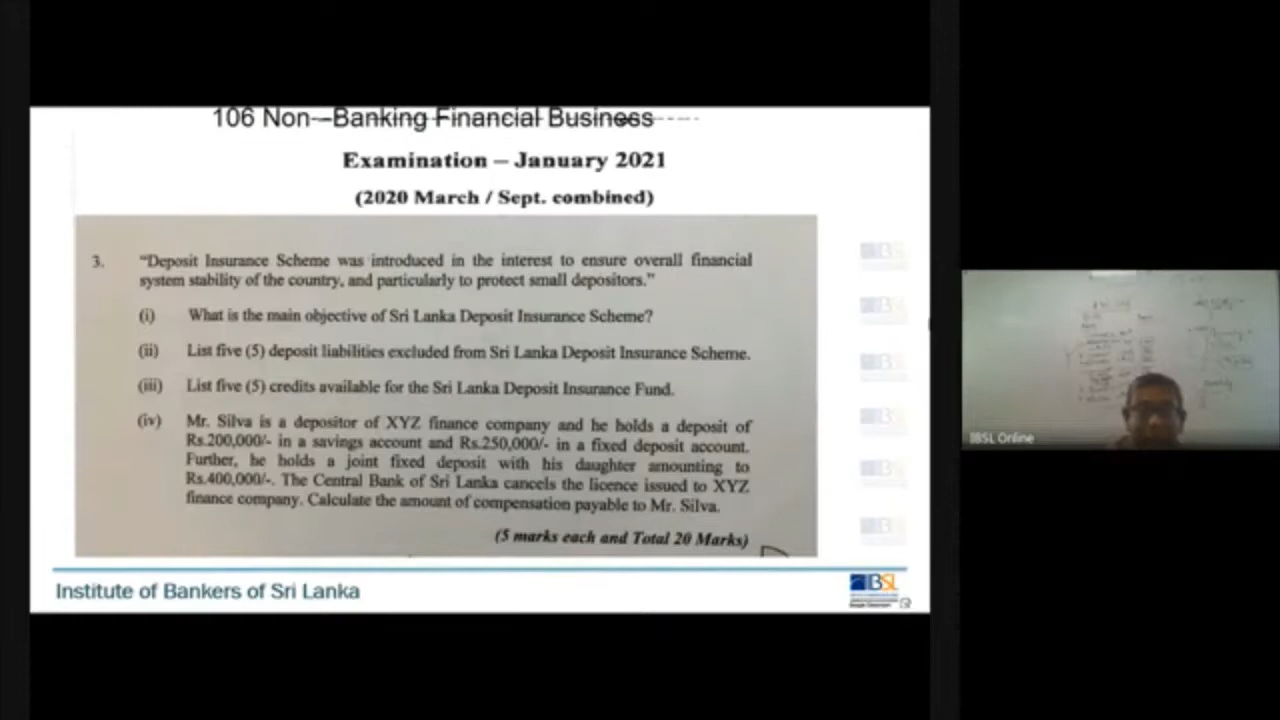 106 Non--Banking Financial Business
Examination – January 2021
(2020 March / Sept. combined)
3. "Deposit Insurance Scheme was introduced in the interest to ensure overall financial
system stability of the country, and particularly to protect small depositors."
(i) What is the main objective of Sri Lanka Deposit Insurance Scheme?
(ii) List five (5) deposit liabilities excluded from Sri Lanka Deposit Insurance Scheme.
(iii) List five (5) credits available for the Sri Lanka Deposit Insurance Fund.
(iv) Mr. Silva is a depositor of XYZ finance company and he holds a deposit of
Rs.200,000/- in a savings account and Rs.250,000/- in a fixed deposit account.
Further, he holds a joint fixed deposit with his daughter amounting to
Rs.400,000/-. The Central Bank of Sri Lanka cancels the licence issued to XYZ
finance company. Calculate the amount of compensation payable to Mr. Silva.
(5 marks each and Total 20 Marks)
Institute of Bankers of Sri Lanka
IBSL
IBSL Online